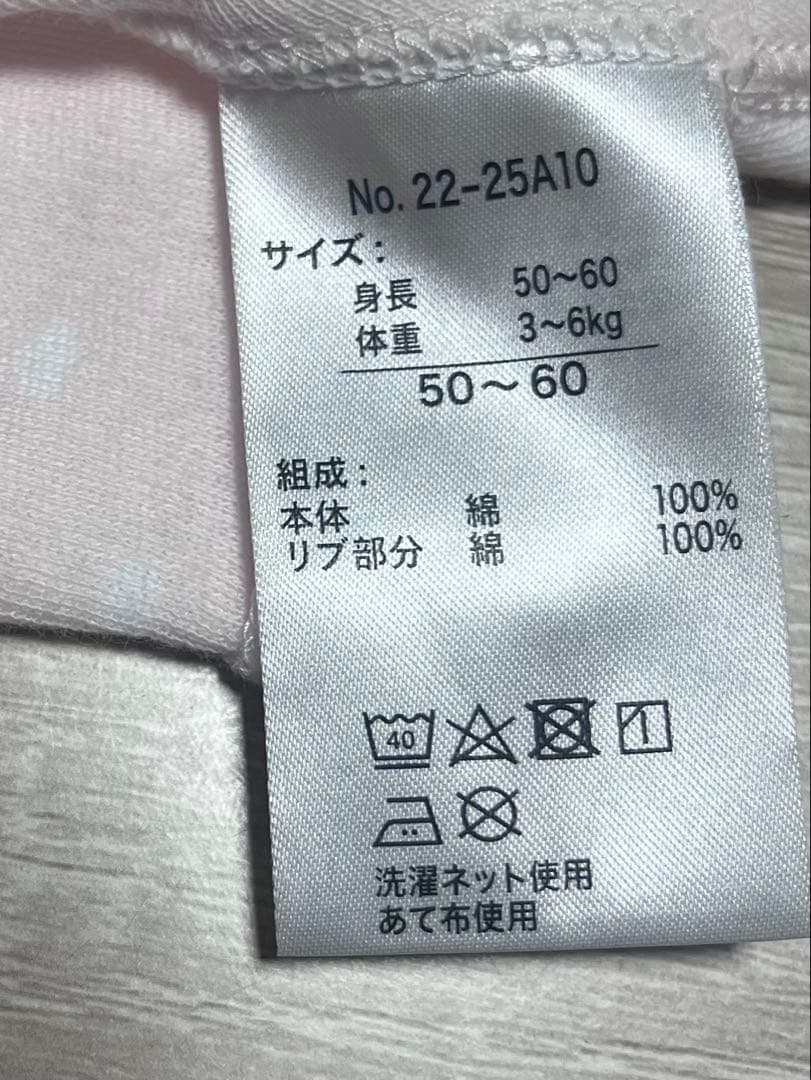 No. 22-25A10
サイズ:
身長 50〜60
体重 3〜6kg
50〜60
組成:
本体 綿 100%
リブ部分 綿 100%
40
洗濯ネット使用
あて布使用